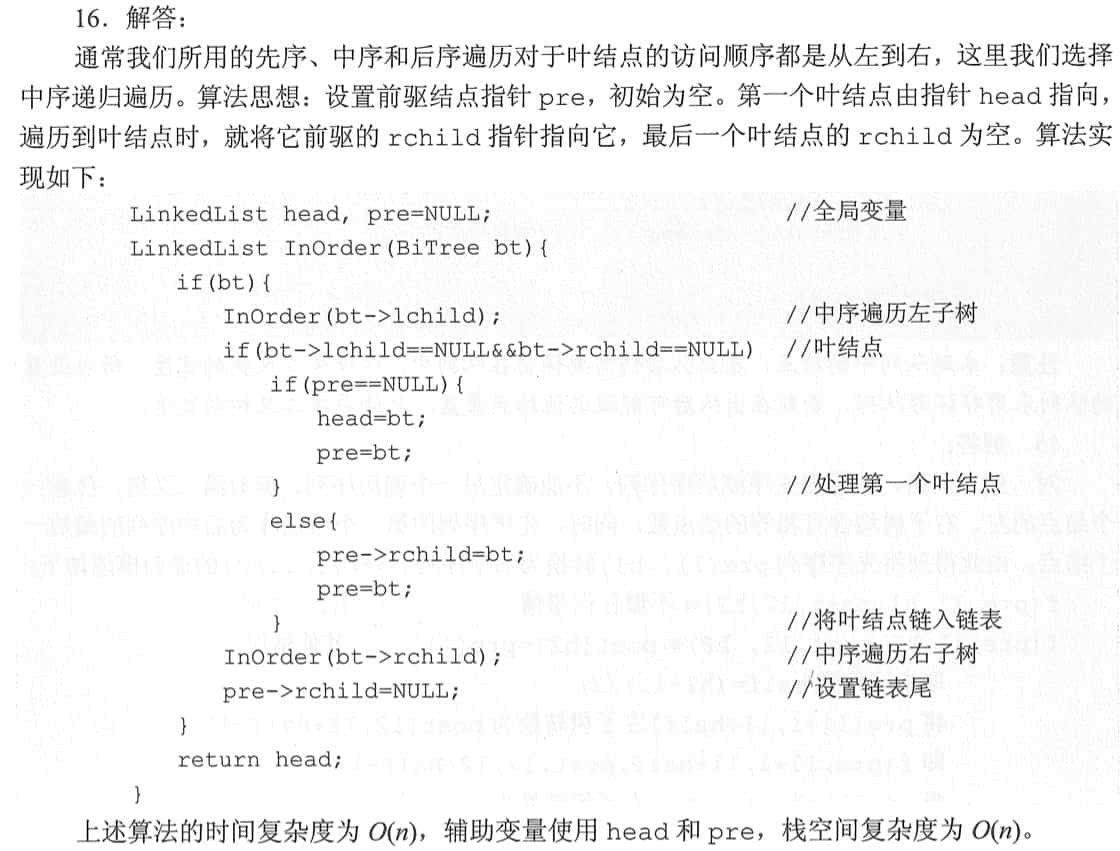 16. 解答:
通常我们所用的先序、中序和后序遍历对于叶结点的访问顺序都是从左到右，这里我们选择
中序递归遍历。算法思想：设置前驱结点指针 pre，初始为空。第一个叶结点由指针 head 指向，
遍历到叶结点时，就将它前驱的 rchild 指针指向它，最后一个叶结点的 rchild 为空。算法实
现如下：
LinkedList head, pre=NULL; //全局变量
LinkedList InOrder(BiTree bt){
if(bt){
InOrder(bt->lchild); //中序遍历左子树
if(bt->lchild==NULL&&bt->rchild==NULL) //叶结点
if(pre==NULL){
head=bt;
pre=bt;
} //处理第一个叶结点
else{
pre->rchild=bt;
pre=bt;
} //将叶结点链入链表
InOrder(bt->rchild); //中序遍历右子树
pre->rchild=NULL; //设置链表尾
}
return head;
}
上述算法的时间复杂度为 O(n)，辅助变量使用 head 和 pre，栈空间复杂度为 O(n)。